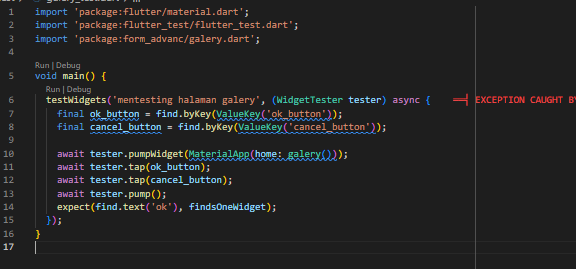 1 import 'package:flutter/material.dart';
2 import 'package:flutter_test/flutter_test.dart';
3 import 'package:form_advanc/galery.dart';
4
Run | Debug
5 void main() {
Run | Debug
6 testWidgets('mentesting halaman galery', (WidgetTester tester) async { ══╡ EXCEPTION CAUGHT BY
7 final ok_button = find.byKey(ValueKey('ok_button'));
8 final cancel_button = find.byKey(ValueKey('cancel_button'));
9
10 await tester.pumpWidget(MaterialApp(home: galery()));
11 await tester.tap(ok_button);
12 await tester.tap(cancel_button);
13 await tester.pump();
14 expect(find.text('ok'), findsOneWidget);
15 });
16 }
17